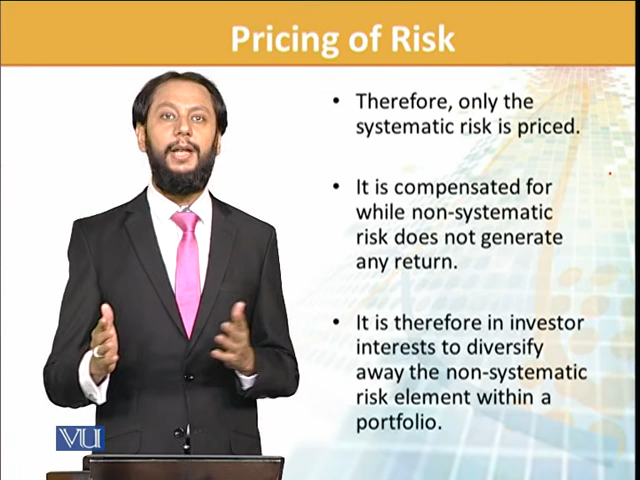 Pricing of Risk
• Therefore, only the
systematic risk is priced.
• It is compensated for
while non-systematic
risk does not generate
any return.
• It is therefore in investor
interests to diversify
away the non-systematic
risk element within a
portfolio.
VU